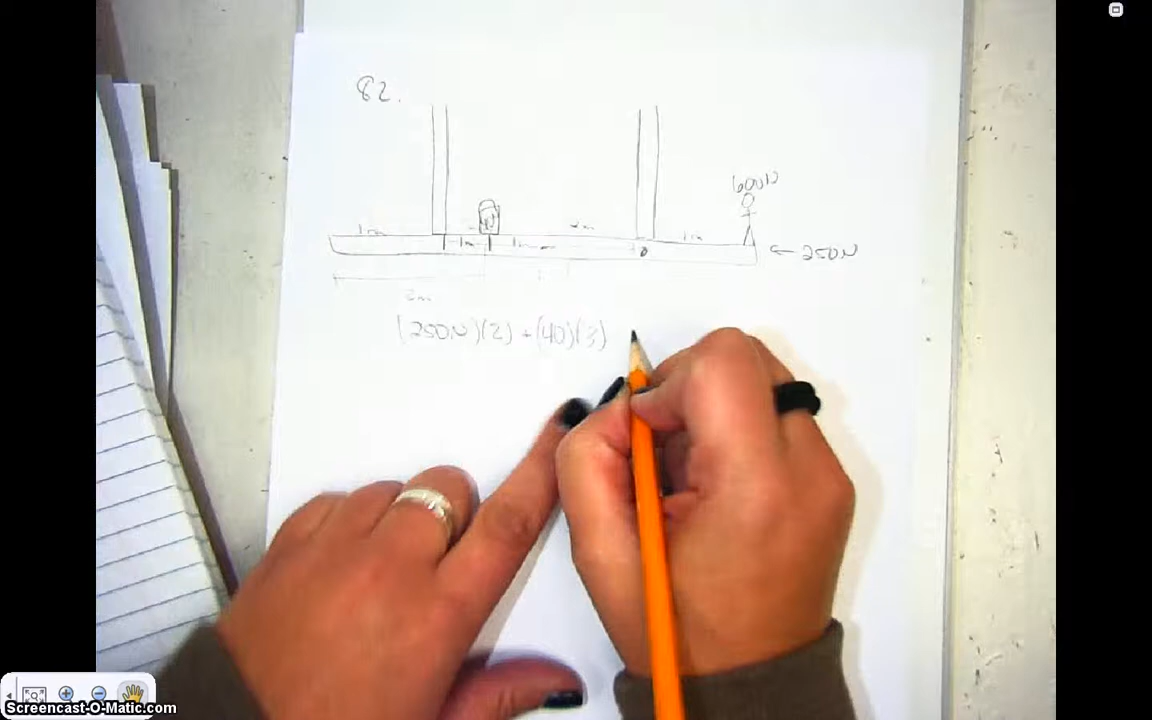 82.
600N
1m
2m
1m
1m
1m
← 250N
2m
(250N)(2) + (40)(3)
Screencast-O-Matic.com